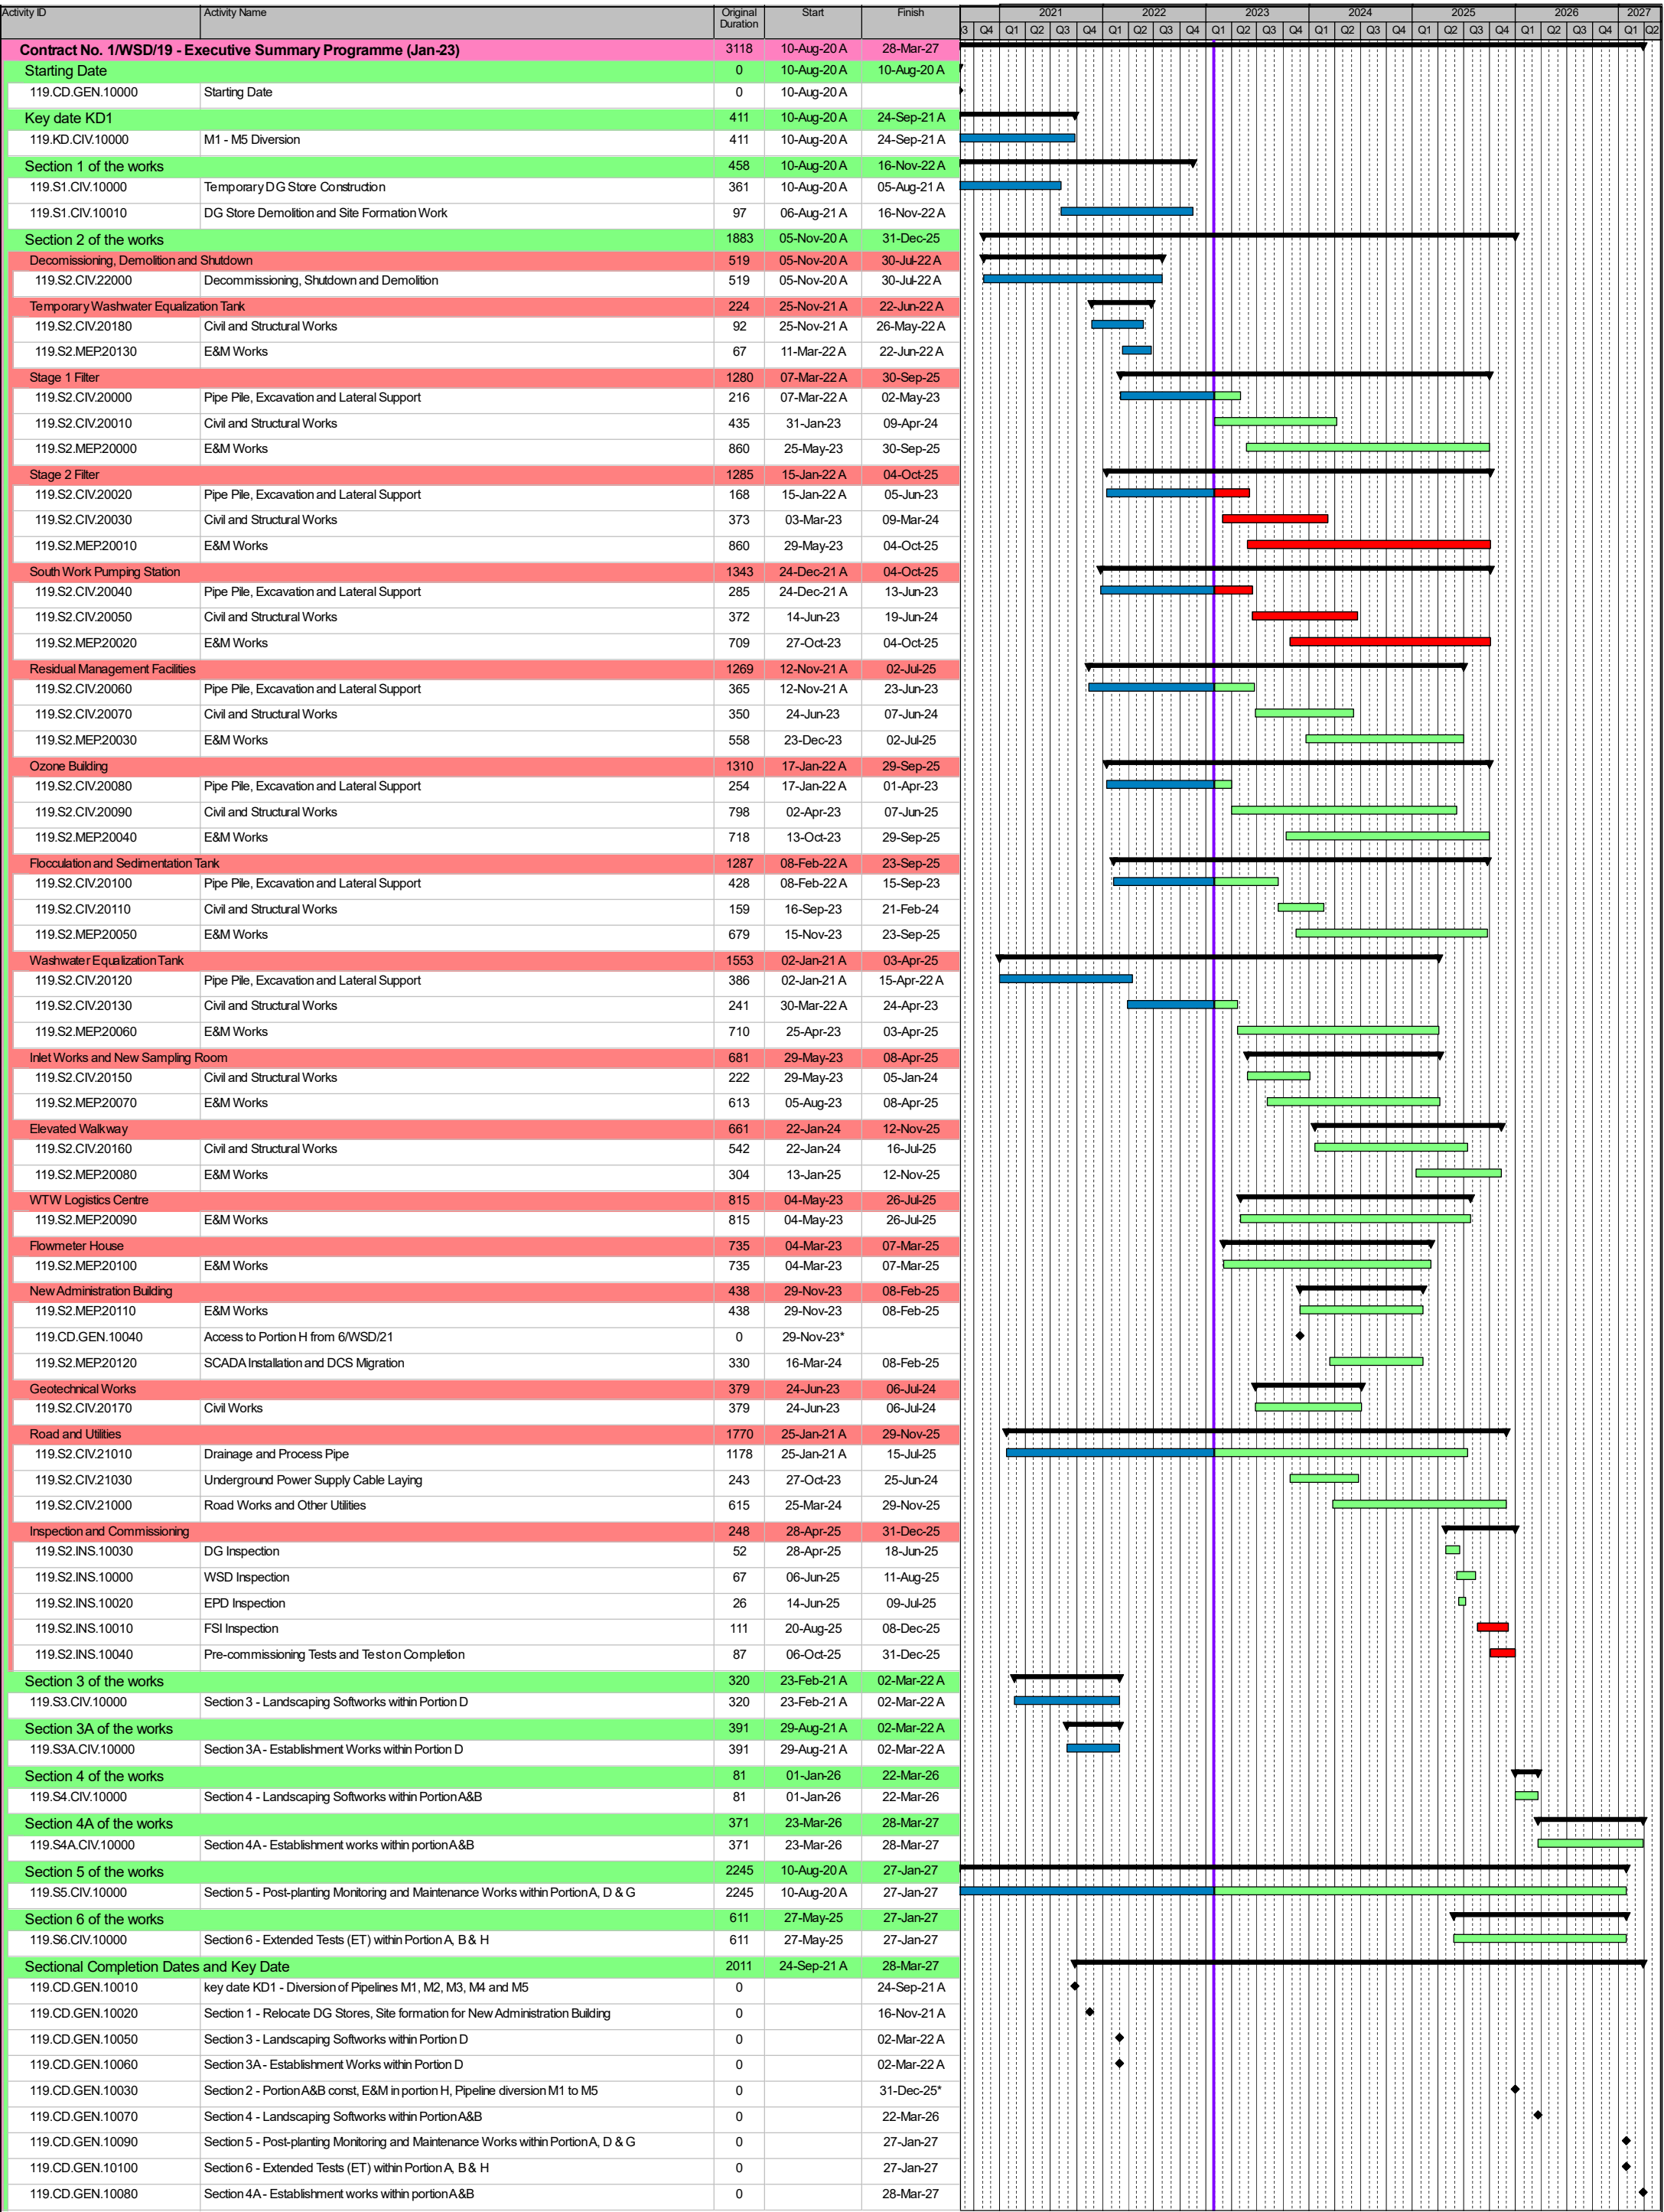 Activity ID Activity Name Original Duration Start Finish 2021 2022 2023 2024 2025 2026 2027
3 Q4 Q1 Q2 Q3 Q4 Q1 Q2 Q3 Q4 Q1 Q2 Q3 Q4 Q1 Q2 Q3 Q4 Q1 Q2 Q3 Q4 Q1 Q2 Q3 Q4 Q1 Q2
Contract No. 1/WSD/19 - Executive Summary Programme (Jan-23) 3118 10-Aug-20 A 28-Mar-27
Starting Date 0 10-Aug-20 A 10-Aug-20 A
119.CD.GEN.10000 Starting Date 0 10-Aug-20 A
Key date KD1 411 10-Aug-20 A 24-Sep-21 A
119.KD.CIV.10000 M1 - M5 Diversion 411 10-Aug-20 A 24-Sep-21 A
Section 1 of the works 458 10-Aug-20 A 16-Nov-22 A
119.S1.CIV.10000 Temporary DG Store Construction 361 10-Aug-20 A 05-Aug-21 A
119.S1.CIV.10010 DG Store Demolition and Site Formation Work 97 06-Aug-21 A 16-Nov-22 A
Section 2 of the works 1883 05-Nov-20 A 31-Dec-25
Decomissioning, Demolition and Shutdown 519 05-Nov-20 A 30-Jul-22 A
119.S2.CIV.22000 Decommissioning, Shutdown and Demolition 519 05-Nov-20 A 30-Jul-22 A
Temporary Washwater Equalization Tank 224 25-Nov-21 A 22-Jun-22 A
119.S2.CIV.20180 Civil and Structural Works 92 25-Nov-21 A 26-May-22 A
119.S2.MEP.20130 E&M Works 67 11-Mar-22 A 22-Jun-22 A
Stage 1 Filter 1280 07-Mar-22 A 30-Sep-25
119.S2.CIV.20000 Pipe Pile, Excavation and Lateral Support 216 07-Mar-22 A 02-May-23
119.S2.CIV.20010 Civil and Structural Works 435 31-Jan-23 09-Apr-24
119.S2.MEP.20000 E&M Works 860 25-May-23 30-Sep-25
Stage 2 Filter 1285 15-Jan-22 A 04-Oct-25
119.S2.CIV.20020 Pipe Pile, Excavation and Lateral Support 168 15-Jan-22 A 05-Jun-23
119.S2.CIV.20030 Civil and Structural Works 373 03-Mar-23 09-Mar-24
119.S2.MEP.20010 E&M Works 860 29-May-23 04-Oct-25
South Work Pumping Station 1343 24-Dec-21 A 04-Oct-25
119.S2.CIV.20040 Pipe Pile, Excavation and Lateral Support 285 24-Dec-21 A 13-Jun-23
119.S2.CIV.20050 Civil and Structural Works 372 14-Jun-23 19-Jun-24
119.S2.MEP.20020 E&M Works 709 27-Oct-23 04-Oct-25
Residual Management Facilities 1269 12-Nov-21 A 02-Jul-25
119.S2.CIV.20060 Pipe Pile, Excavation and Lateral Support 365 12-Nov-21 A 23-Jun-23
119.S2.CIV.20070 Civil and Structural Works 350 24-Jun-23 07-Jun-24
119.S2.MEP.20030 E&M Works 558 23-Dec-23 02-Jul-25
Ozone Building 1310 17-Jan-22 A 29-Sep-25
119.S2.CIV.20080 Pipe Pile, Excavation and Lateral Support 254 17-Jan-22 A 01-Apr-23
119.S2.CIV.20090 Civil and Structural Works 798 02-Apr-23 07-Jun-25
119.S2.MEP.20040 E&M Works 718 13-Oct-23 29-Sep-25
Flocculation and Sedimentation Tank 1287 08-Feb-22 A 23-Sep-25
119.S2.CIV.20100 Pipe Pile, Excavation and Lateral Support 428 08-Feb-22 A 15-Sep-23
119.S2.CIV.20110 Civil and Structural Works 159 16-Sep-23 21-Feb-24
119.S2.MEP.20050 E&M Works 679 15-Nov-23 23-Sep-25
Washwater Equalization Tank 1553 02-Jan-21 A 03-Apr-25
119.S2.CIV.20120 Pipe Pile, Excavation and Lateral Support 386 02-Jan-21 A 15-Apr-22 A
119.S2.CIV.20130 Civil and Structural Works 241 30-Mar-22 A 24-Apr-23
119.S2.MEP.20060 E&M Works 710 25-Apr-23 03-Apr-25
Inlet Works and New Sampling Room 681 29-May-23 08-Apr-25
119.S2.CIV.20150 Civil and Structural Works 222 29-May-23 05-Jan-24
119.S2.MEP.20070 E&M Works 613 05-Aug-23 08-Apr-25
Elevated Walkway 661 22-Jan-24 12-Nov-25
119.S2.CIV.20160 Civil and Structural Works 542 22-Jan-24 16-Jul-25
119.S2.MEP.20080 E&M Works 304 13-Jan-25 12-Nov-25
WTW Logistics Centre 815 04-May-23 26-Jul-25
119.S2.MEP.20090 E&M Works 815 04-May-23 26-Jul-25
Flowmeter House 735 04-Mar-23 07-Mar-25
119.S2.MEP.20100 E&M Works 735 04-Mar-23 07-Mar-25
New Administration Building 438 29-Nov-23 08-Feb-25
119.S2.MEP.20110 E&M Works 438 29-Nov-23 08-Feb-25
119.CD.GEN.10040 Access to Portion H from 6/WSD/21 0 29-Nov-23*
119.S2.MEP.20120 SCADA Installation and DCS Migration 330 16-Mar-24 08-Feb-25
Geotechnical Works 379 24-Jun-23 06-Jul-24
119.S2.CIV.20170 Civil Works 379 24-Jun-23 06-Jul-24
Road and Utilities 1770 25-Jan-21 A 29-Nov-25
119.S2.CIV.21010 Drainage and Process Pipe 1178 25-Jan-21 A 15-Jul-25
119.S2.CIV.21030 Underground Power Supply Cable Laying 243 27-Oct-23 25-Jun-24
119.S2.CIV.21000 Road Works and Other Utilities 615 25-Mar-24 29-Nov-25
Inspection and Commissioning 248 28-Apr-25 31-Dec-25
119.S2.INS.10030 DG Inspection 52 28-Apr-25 18-Jun-25
119.S2.INS.10000 WSD Inspection 67 06-Jun-25 11-Aug-25
119.S2.INS.10020 EPD Inspection 26 14-Jun-25 09-Jul-25
119.S2.INS.10010 FSI Inspection 111 20-Aug-25 08-Dec-25
119.S2.INS.10040 Pre-commissioning Tests and Test on Completion 87 06-Oct-25 31-Dec-25
Section 3 of the works 320 23-Feb-21 A 02-Mar-22 A
119.S3.CIV.10000 Section 3 - Landscaping Softworks within Portion D 320 23-Feb-21 A 02-Mar-22 A
Section 3A of the works 391 29-Aug-21 A 02-Mar-22 A
119.S3A.CIV.10000 Section 3A - Establishment Works within Portion D 391 29-Aug-21 A 02-Mar-22 A
Section 4 of the works 81 01-Jan-26 22-Mar-26
119.S4.CIV.10000 Section 4 - Landscaping Softworks within Portion A&B 81 01-Jan-26 22-Mar-26
Section 4A of the works 371 23-Mar-26 28-Mar-27
119.S4A.CIV.10000 Section 4A - Establishment works within portion A&B 371 23-Mar-26 28-Mar-27
Section 5 of the works 2245 10-Aug-20 A 27-Jan-27
119.S5.CIV.10000 Section 5 - Post-planting Monitoring and Maintenance Works within Portion A, D & G 2245 10-Aug-20 A 27-Jan-27
Section 6 of the works 611 27-May-25 27-Jan-27
119.S6.CIV.10000 Section 6 - Extended Tests (ET) within Portion A, B & H 611 27-May-25 27-Jan-27
Sectional Completion Dates and Key Date 2011 24-Sep-21 A 28-Mar-27
119.CD.GEN.10010 key date KD1 - Diversion of Pipelines M1, M2, M3, M4 and M5 0 24-Sep-21 A
119.CD.GEN.10020 Section 1 - Relocate DG Stores, Site formation for New Administration Building 0 16-Nov-21 A
119.CD.GEN.10050 Section 3 - Landscaping Softworks within Portion D 0 02-Mar-22 A
119.CD.GEN.10060 Section 3A - Establishment Works within Portion D 0 02-Mar-22 A
119.CD.GEN.10030 Section 2 - Portion A&B const, E&M in portion H, Pipeline diversion M1 to M5 0 31-Dec-25*
119.CD.GEN.10070 Section 4 - Landscaping Softworks within Portion A&B 0 22-Mar-26
119.CD.GEN.10090 Section 5 - Post-planting Monitoring and Maintenance Works within Portion A, D & G 0 27-Jan-27
119.CD.GEN.10100 Section 6 - Extended Tests (ET) within Portion A, B & H 0 27-Jan-27
119.CD.GEN.10080 Section 4A - Establishment works within portion A&B 0 28-Mar-27